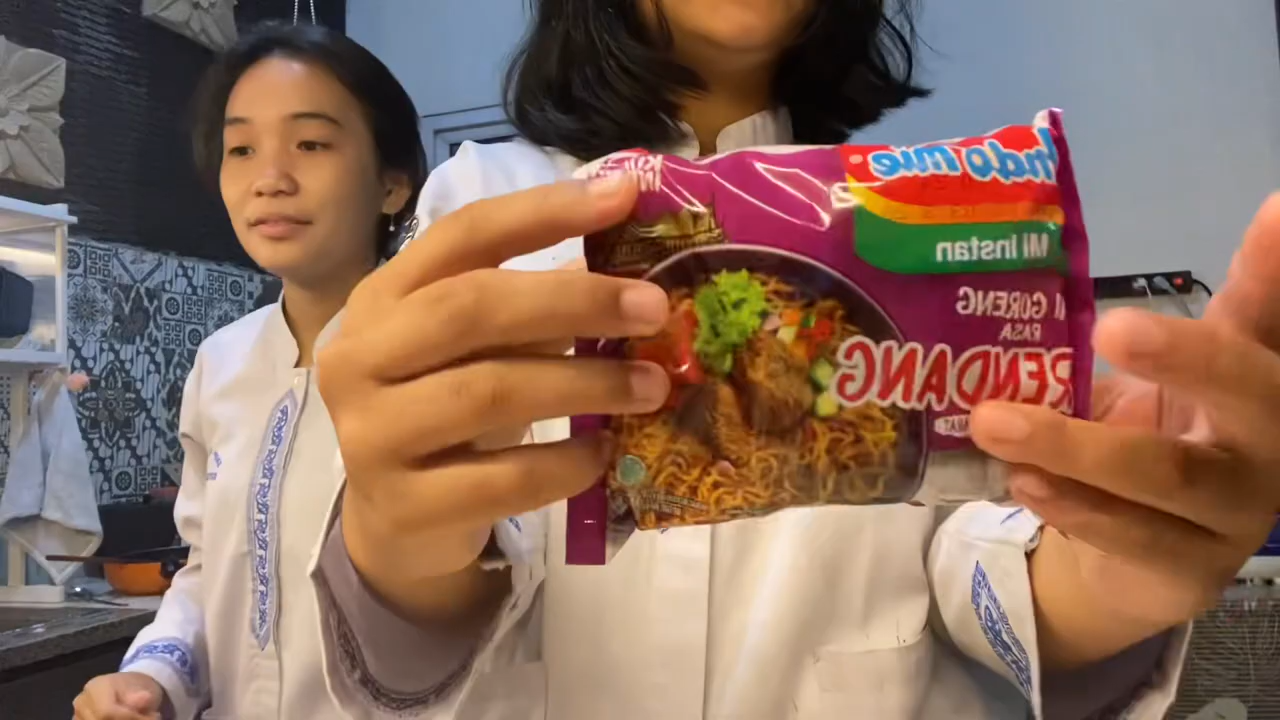 Indomie
Mi Instan
MI GORENG
RASA
RENDANG